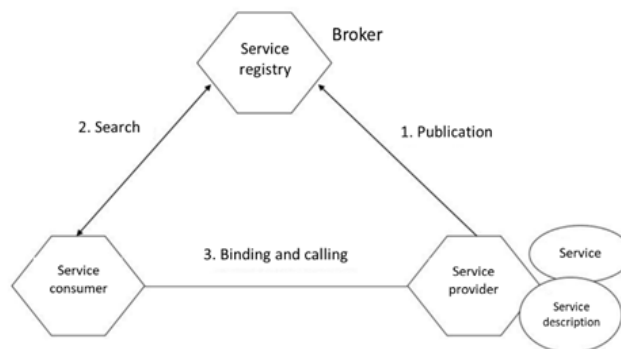 Broker
Service
registry
2. Search
1. Publication
3. Binding and calling
Service
Service
consumer
Service
provider
Service
description